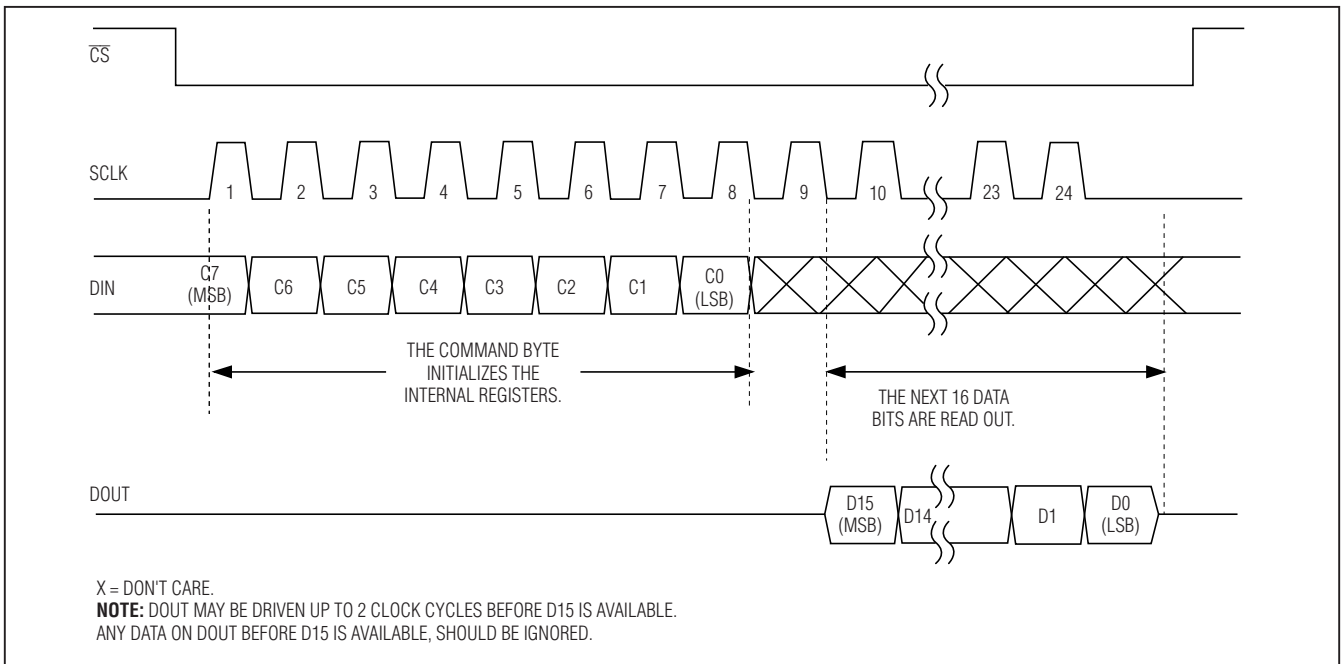 CS
SCLK
1 2 3 4 5 6 7 8 9 10 23 24
DIN
C7
(MSB)
C6 C5 C4 C3 C2 C1
C0
(LSB)
THE COMMAND BYTE
INITIALIZES THE
INTERNAL REGISTERS.
THE NEXT 16 DATA
BITS ARE READ OUT.
DOUT
D15
(MSB)
D14
D1
D0
(LSB)
X = DON'T CARE.
NOTE: DOUT MAY BE DRIVEN UP TO 2 CLOCK CYCLES BEFORE D15 IS AVAILABLE.
ANY DATA ON DOUT BEFORE D15 IS AVAILABLE, SHOULD BE IGNORED.